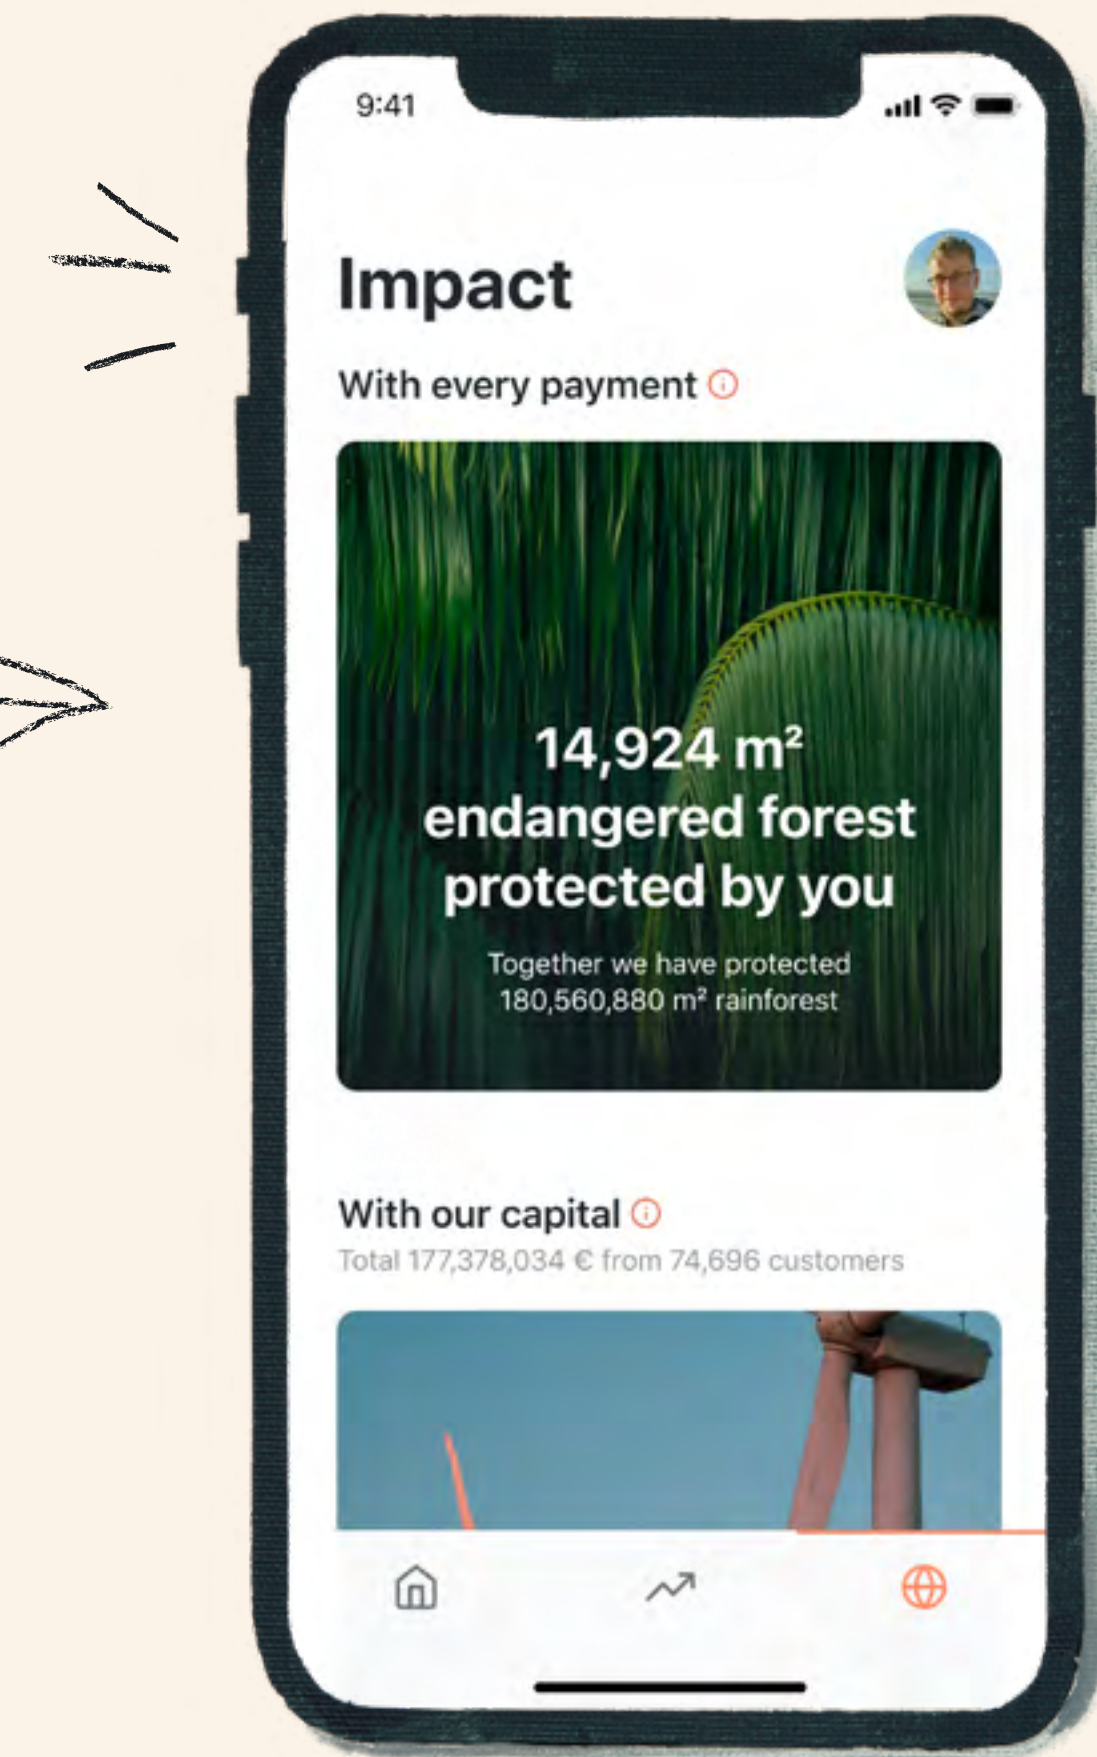 9:41
Impact
With every payment
14,924 m²
endangered forest
protected by you
Together we have protected
180,560,880 m² rainforest
With our capital
Total 177,378,034 € from 74,696 customers